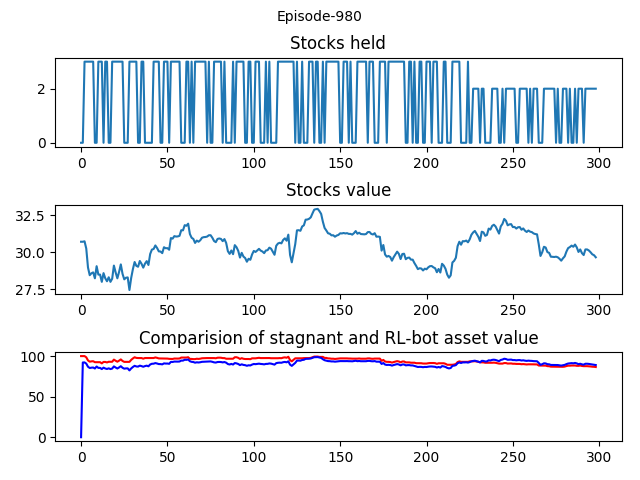 Episode-980
Stocks held
2
0
0 50 100 150 200 250 300
Stocks value
32.5
30.0
27.5
0 50 100 150 200 250 300
Comparision of stagnant and RL-bot asset value
100
50
0
0 50 100 150 200 250 300